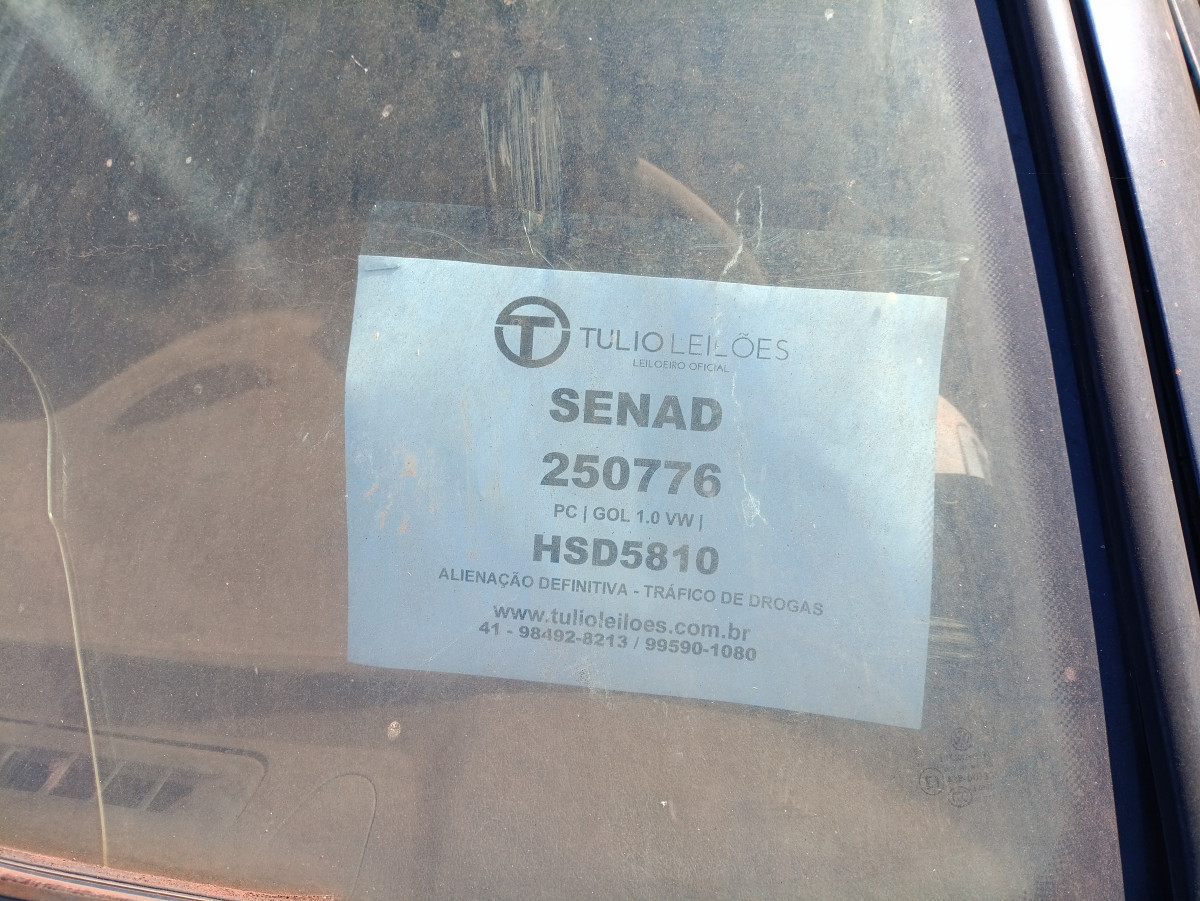 TULIO LEILÕES
LEILOEIRO OFICIAL
SENAD
250776
PC | GOL 1.0 VW |
HSD5810
ALIENAÇÃO DEFINITIVA - TRÁFICO DE DROGAS
www.tulioleiloes.com.br
41 - 98492-8213 / 99590-1080